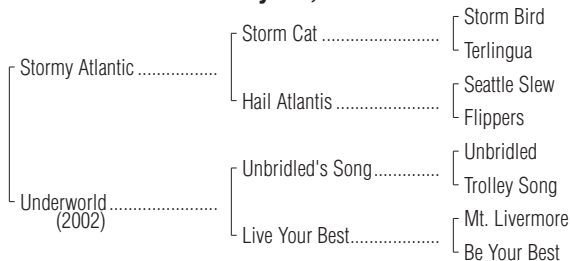 Storm Bird
Storm Cat ........................
Terlingua
Stormy Atlantic ................
Seattle Slew
Hail Atlantis .....................
Flippers
Unbridled
Unbridled's Song.............
Trolley Song
Underworld......................
(2002)
Mt. Livermore
Live Your Best..................
Be Your Best